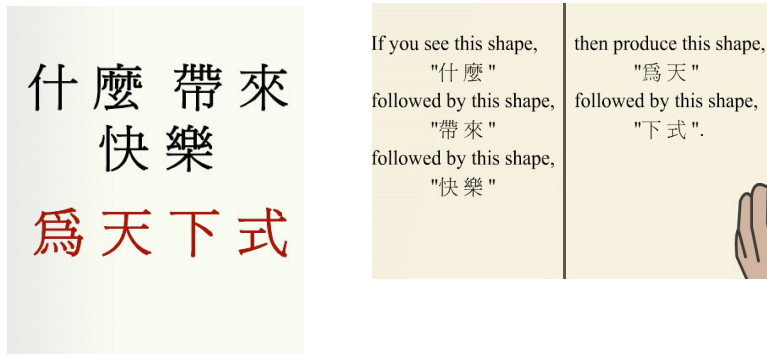 什麼 帶來
快樂
爲天下式
If you see this shape,
"什麼"
followed by this shape,
"帶來"
followed by this shape,
"快樂"
then produce this shape,
"爲天"
followed by this shape,
"下式".